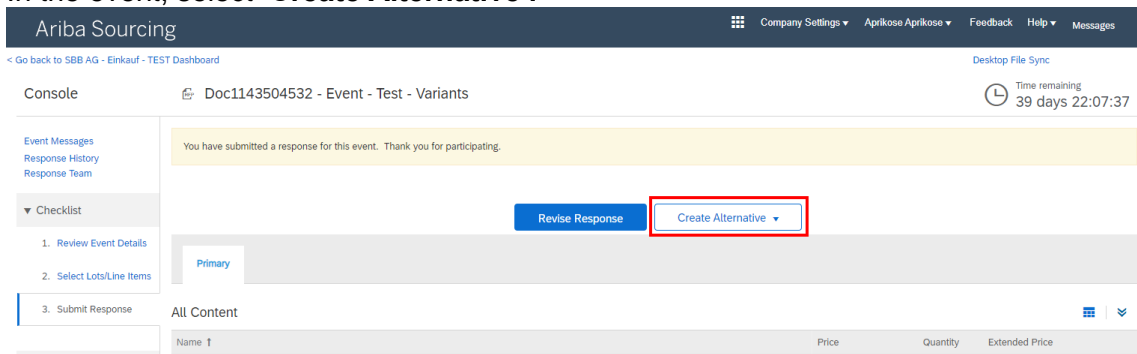 In the event, select "Create Alternative".
Ariba Sourcing
Company Settings ▾ Aprikose Aprikose ▾ Feedback Help ▾ Messages
< Go back to SBB AG - Einkauf - TEST Dashboard
Desktop File Sync
Console
Doc1143504532 - Event - Test - Variants
Time remaining
39 days 22:07:37
Event Messages
Response History
Response Team
You have submitted a response for this event. Thank you for participating.
▼ Checklist
Revise Response
Create Alternative ▾
1. Review Event Details
2. Select Lots/Line Items
3. Submit Response
Primary
All Content
Name ↑ Price Quantity Extended Price